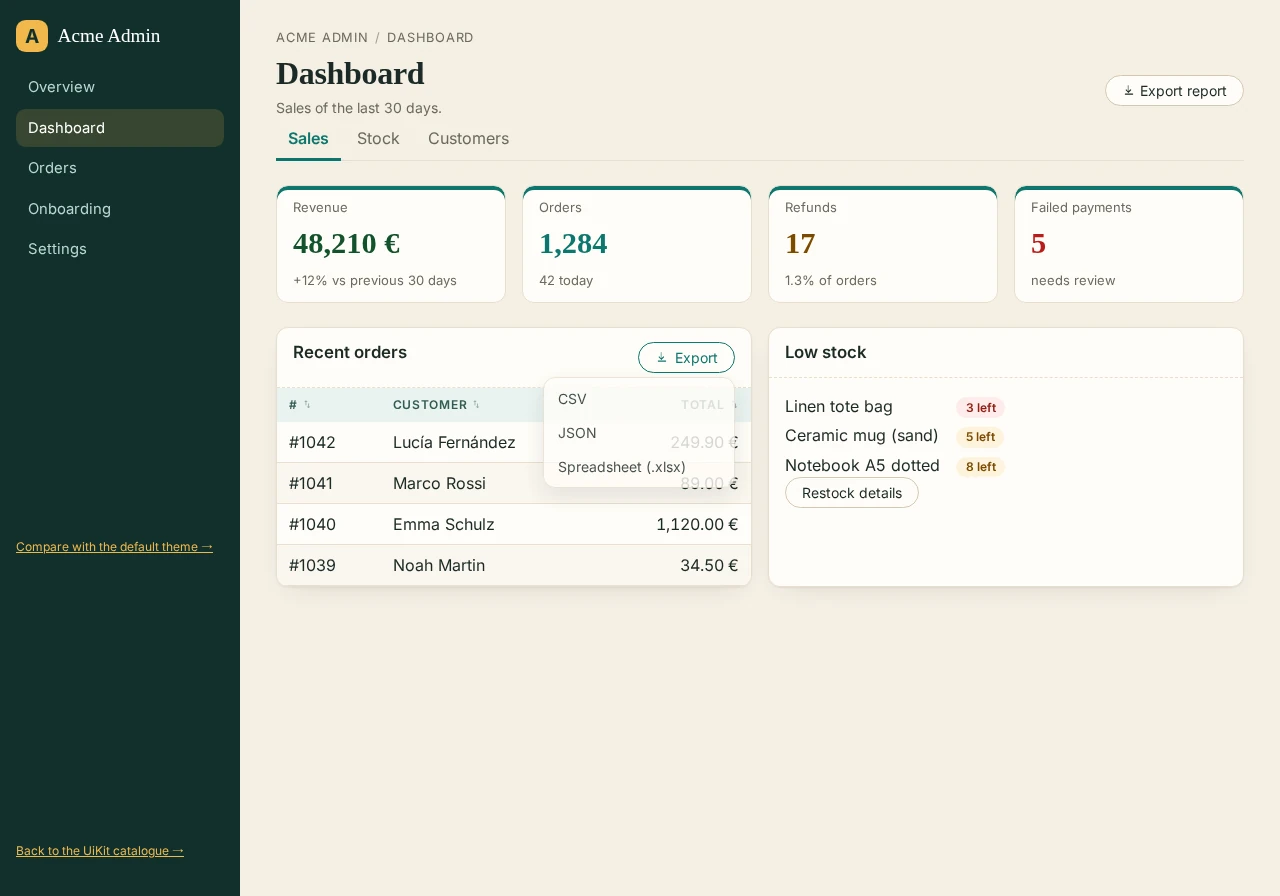 A Acme Admin
Overview
Dashboard
Orders
Onboarding
Settings
Compare with the default theme →
Back to the UiKit catalogue →
ACME ADMIN / DASHBOARD
Dashboard
Sales of the last 30 days.
Export report
Sales Stock Customers
Revenue
48,210 €
+12% vs previous 30 days
Orders
1,284
42 today
Refunds
17
1.3% of orders
Failed payments
5
needs review
Recent orders
Export
CSV
JSON
Spreadsheet (.xlsx)
# CUSTOMER TOTAL
#1042 Lucía Fernández 249.90 €
#1041 Marco Rossi 89.00 €
#1040 Emma Schulz 1,120.00 €
#1039 Noah Martin 34.50 €
Low stock
Linen tote bag 3 left
Ceramic mug (sand) 5 left
Notebook A5 dotted 8 left
Restock details